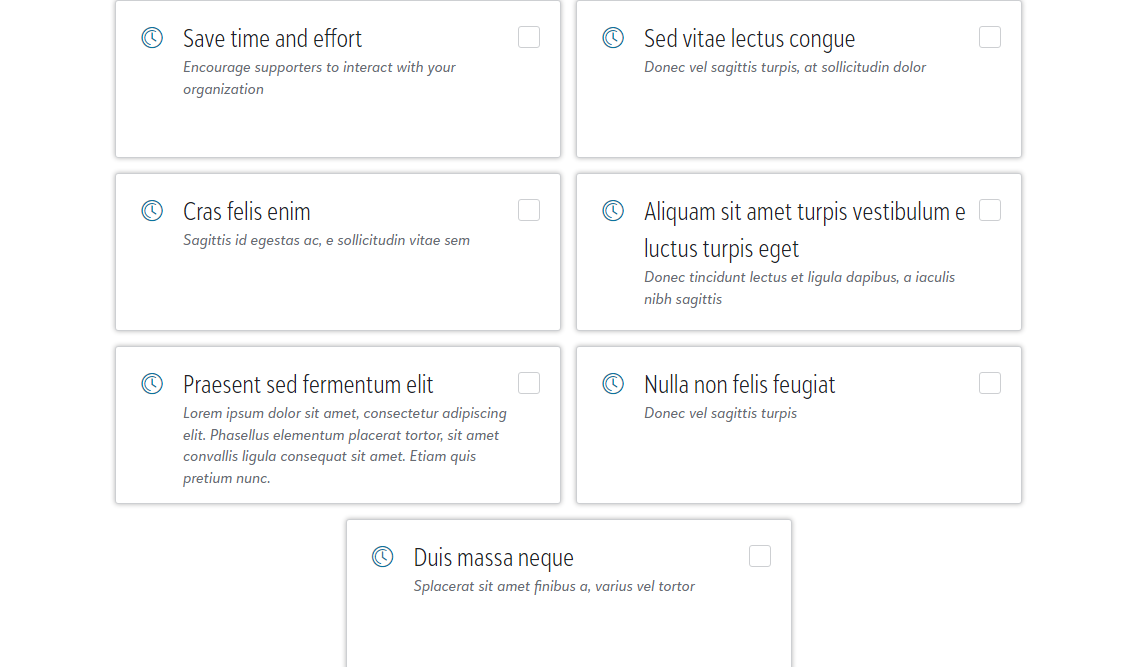 Save time and effort
Encourage supporters to interact with your
organization
Sed vitae lectus congue
Donec vel sagittis turpis, at sollicitudin dolor
Cras felis enim
Sagittis id egestas ac, e sollicitudin vitae sem
Aliquam sit amet turpis vestibulum e
luctus turpis eget
Donec tincidunt lectus et ligula dapibus, a iaculis
nibh sagittis
Praesent sed fermentum elit
Lorem ipsum dolor sit amet, consectetur adipiscing
elit. Phasellus elementum placerat tortor, sit amet
convallis ligula consequat sit amet. Etiam quis
pretium nunc.
Nulla non felis feugiat
Donec vel sagittis turpis
Duis massa neque
Splacerat sit amet finibus a, varius vel tortor